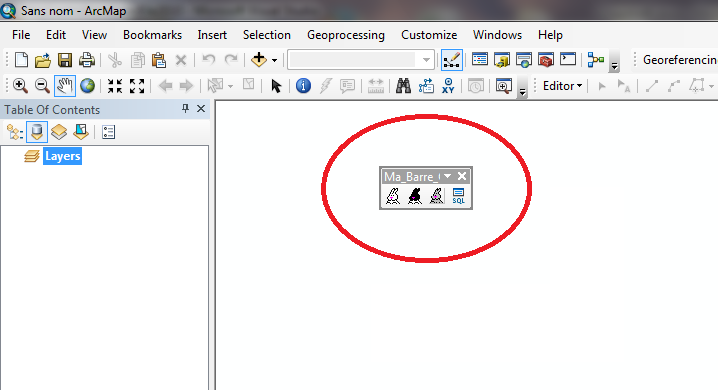 Sans nom - ArcMap
File Edit View Bookmarks Insert Selection Geoprocessing Customize Windows Help
Georeferencin
Editor
Table Of Contents
Layers
Ma_Barre_
SQL
XY